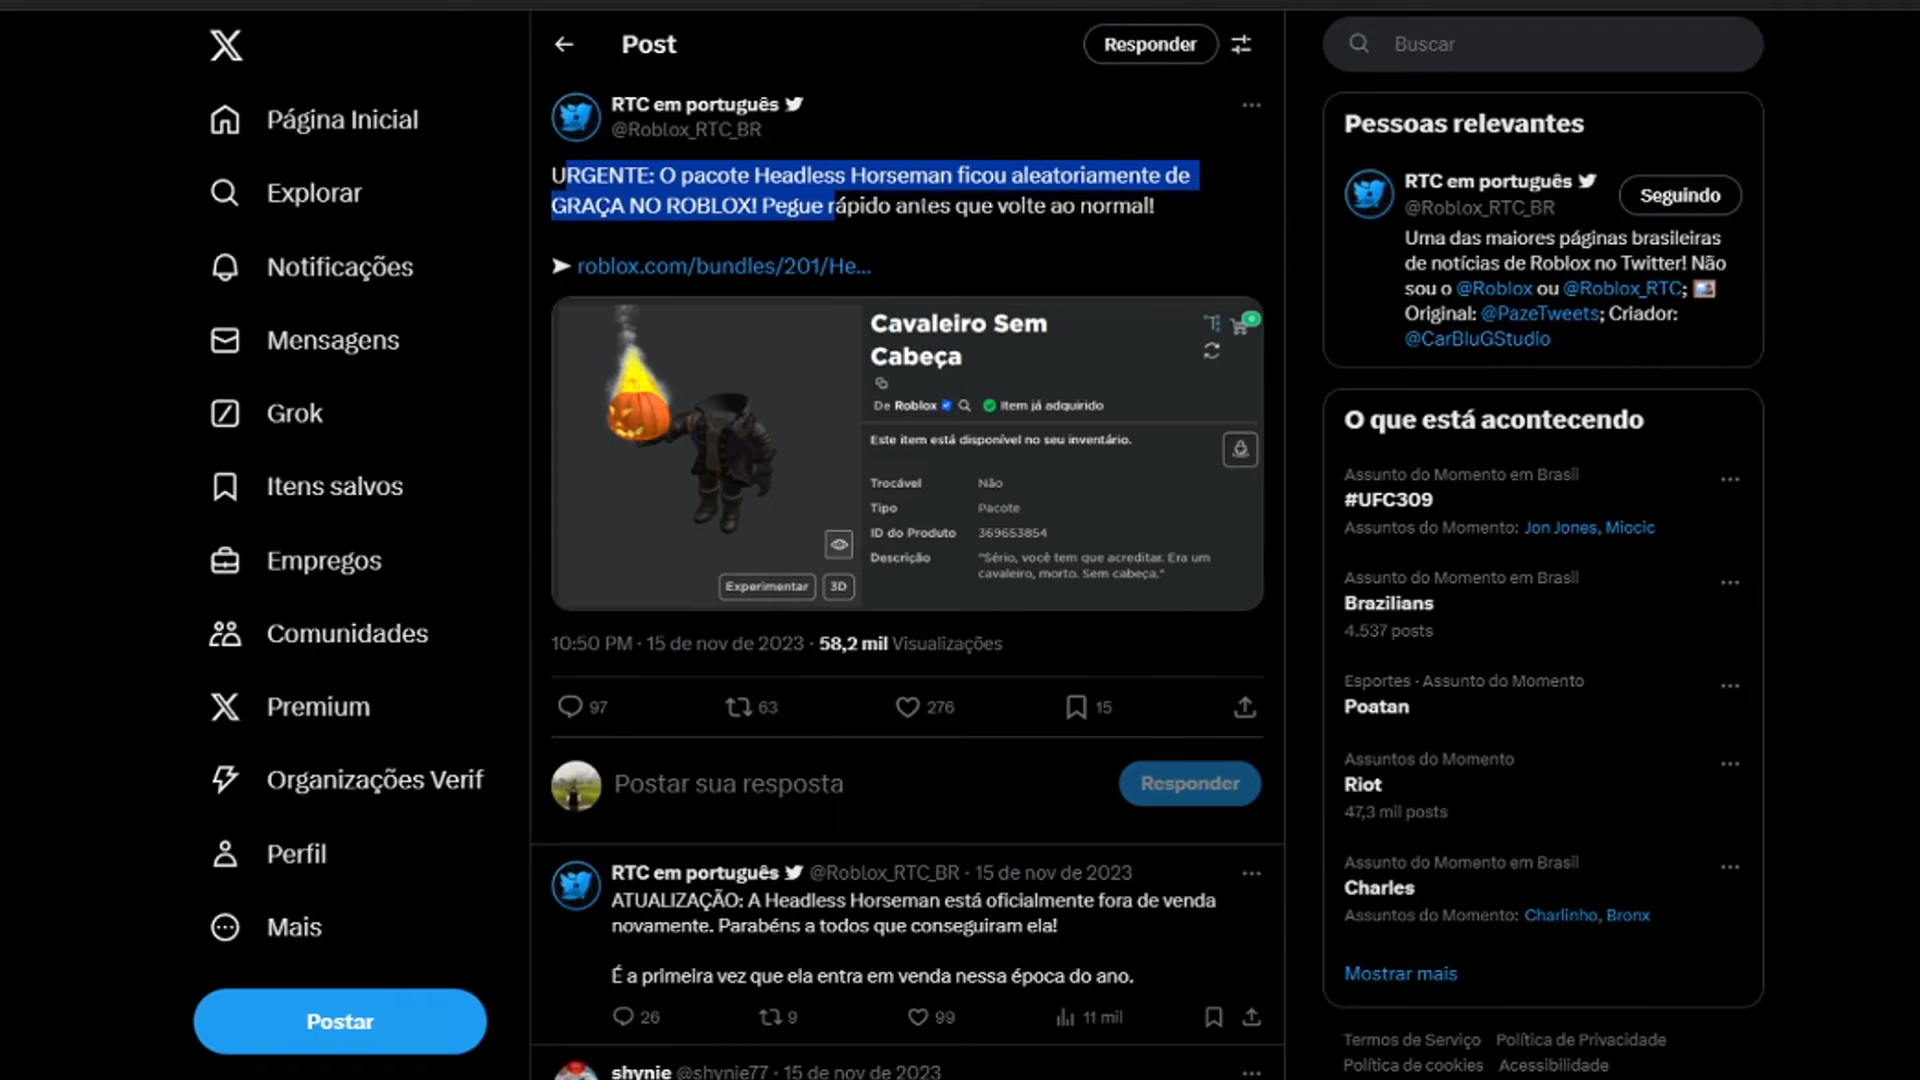 Página Inicial
Explorar
Notificações
Mensagens
Grok
Itens salvos
Empregos
Comunidades
Premium
Organizações Verif
Perfil
Mais
Postar
Post
Responder
RTC em português
@Roblox_RTC_BR
URGENTE: O pacote Headless Horseman ficou aleatoriamente de
GRAÇA NO ROBLOX! Pegue rápido antes que volte ao normal!
➤ roblox.com/bundles/201/He...
Cavaleiro Sem
Cabeça
0
De Roblox Item já adquirido
Este item está disponível no seu inventário.
Trocável Não
Tipo Pacote
ID do Produto 369653854
Descrição "Sério, você tem que acreditar. Era um
cavaleiro, morto. Sem cabeça."
Experimentar 3D
10:50 PM · 15 de nov de 2023 · 58,2 mil Visualizações
97 63 276 15
Postar sua resposta
Responder
RTC em português @Roblox_RTC_BR · 15 de nov de 2023
ATUALIZAÇÃO: A Headless Horseman está oficialmente fora de venda
novamente. Parabéns a todos que conseguiram ela!
É a primeira vez que ela entra em venda nessa época do ano.
26 9 99 11 mil
shynie @shynie77 · 15 de nov de 2023
Buscar
Pessoas relevantes
RTC em português
@Roblox_RTC_BR
Seguindo
Uma das maiores páginas brasileiras
de notícias de Roblox no Twitter! Não
sou o @Roblox ou @Roblox_RTC;
Original: @PazeTweets; Criador:
@CarBluGStudio
O que está acontecendo
Assunto do Momento em Brasil
#UFC309
Assuntos do Momento: Jon Jones, Miocic
Assunto do Momento em Brasil
Brazilians
4.537 posts
Esportes · Assunto do Momento
Poatan
Assuntos do Momento
Riot
47,3 mil posts
Assunto do Momento em Brasil
Charles
Assuntos do Momento: Charlinho, Bronx
Mostrar mais
Termos de Serviço Política de Privacidade
Política de cookies Acessibilidade